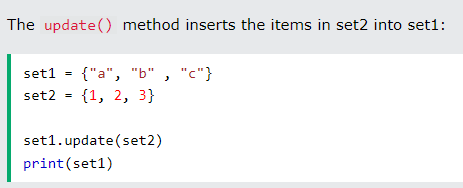 The update() method inserts the items in set2 into set1:
set1 = {"a", "b" , "c"}
set2 = {1, 2, 3}
set1.update(set2)
print(set1)